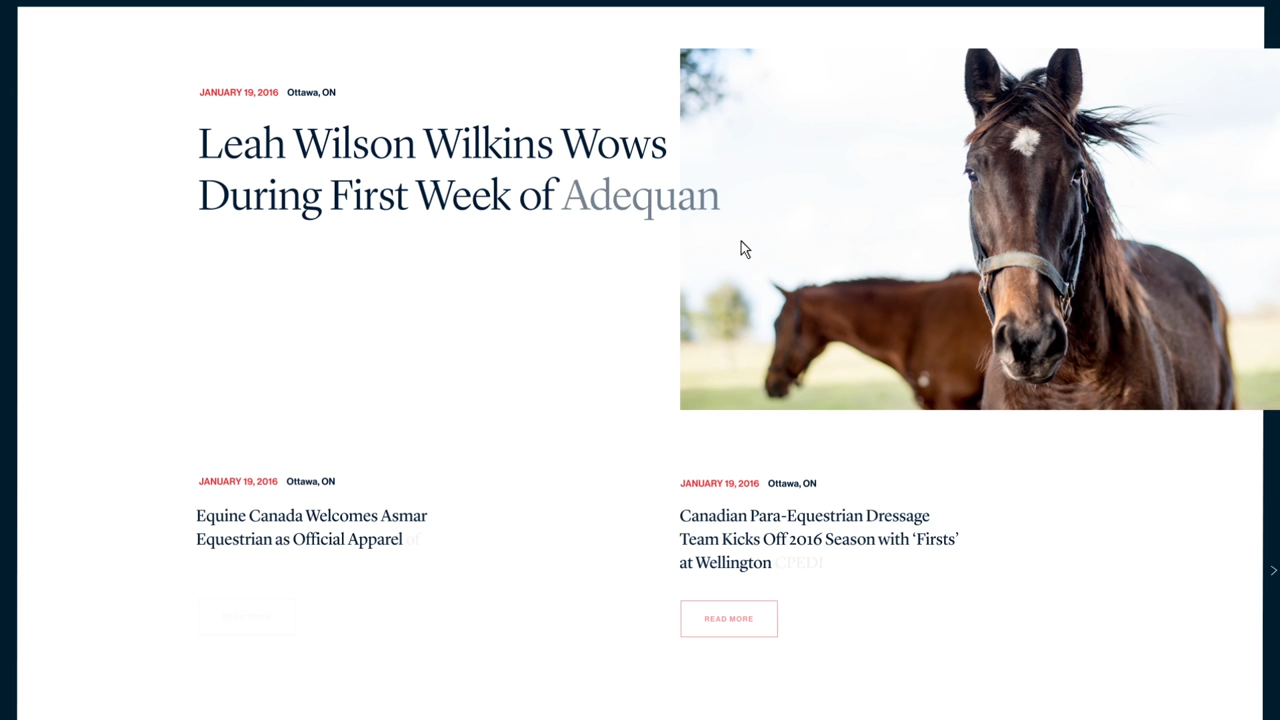 JANUARY 19, 2016 Ottawa, ON
Leah Wilson Wilkins Wows
During First Week of Adequan
JANUARY 19, 2016 Ottawa, ON
Equine Canada Welcomes Asmar
Equestrian as Official Apparel of
JANUARY 19, 2016 Ottawa, ON
Canadian Para-Equestrian Dressage
Team Kicks Off 2016 Season with ‘Firsts’
at Wellington CPEDI
READ MORE